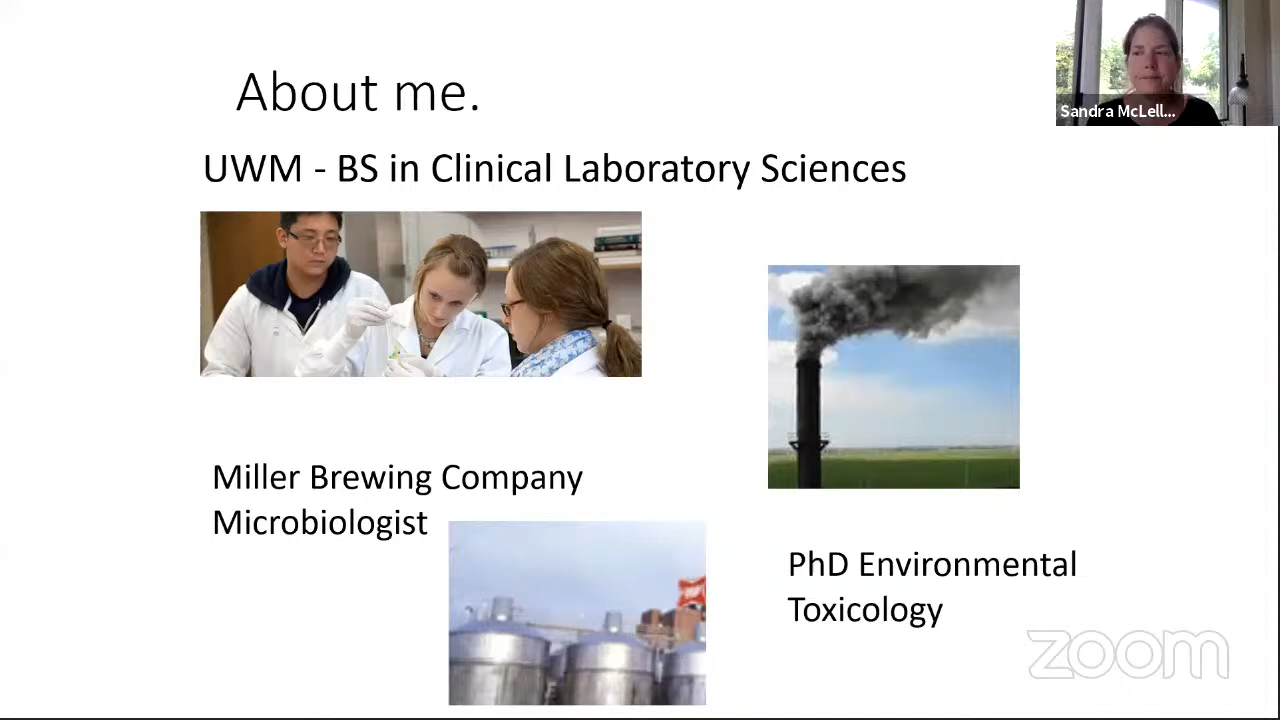 About me.
Sandra McLell...
UWM - BS in Clinical Laboratory Sciences
Miller Brewing Company
Microbiologist
PhD Environmental
Toxicology
zoom